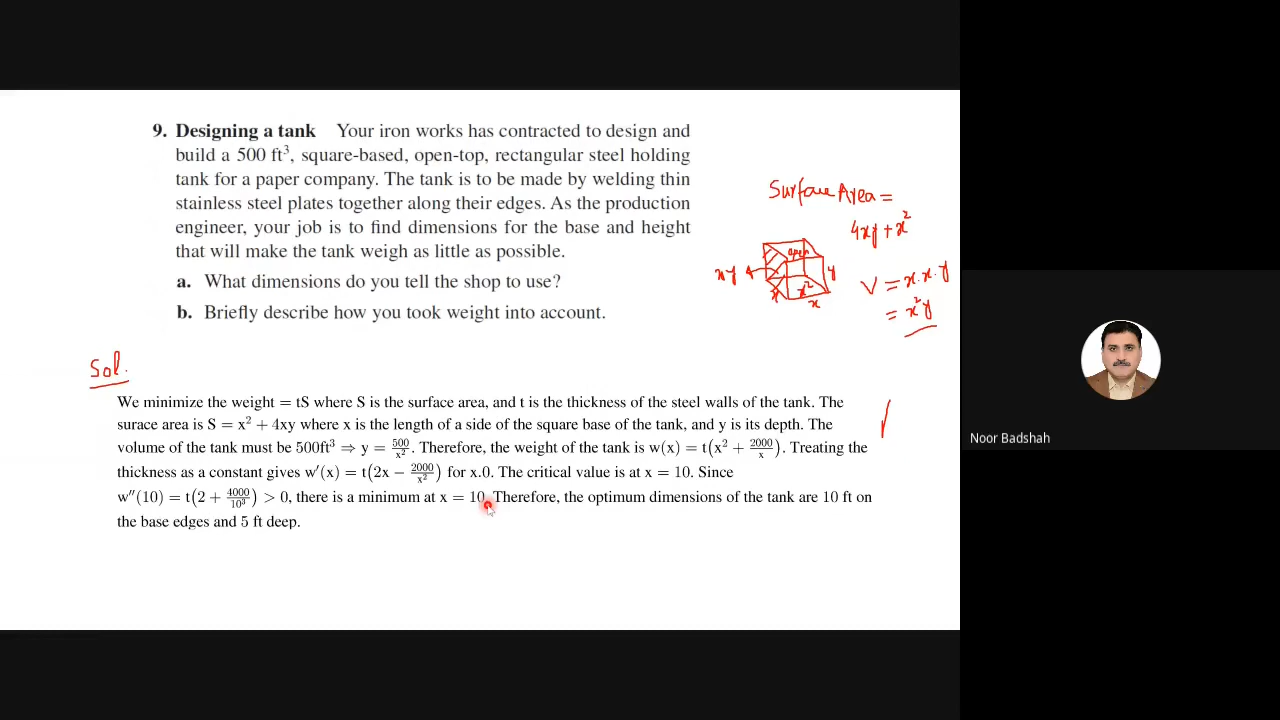 9. Designing a tank Your iron works has contracted to design and
build a 500 ft³, square-based, open-top, rectangular steel holding
tank for a paper company. The tank is to be made by welding thin
stainless steel plates together along their edges. As the production
engineer, your job is to find dimensions for the base and height
that will make the tank weigh as little as possible.
a. What dimensions do you tell the shop to use?
b. Briefly describe how you took weight into account.
Surface Area =
4xy + x²
open
xy
y
x²
x
x
V = x.x.y
= x²y
Sol.
We minimize the weight = tS where S is the surface area, and t is the thickness of the steel walls of the tank. The
surace area is S = x² + 4xy where x is the length of a side of the square base of the tank, and y is its depth. The
volume of the tank must be 500ft³ ⇒ y = 500/x². Therefore, the weight of the tank is w(x) = t(x² + 2000/x). Treating the
thickness as a constant gives w′(x) = t(2x − 2000/x²) for x.0. The critical value is at x = 10. Since
w″(10) = t(2 + 4000/10³) > 0, there is a minimum at x = 10. Therefore, the optimum dimensions of the tank are 10 ft on
the base edges and 5 ft deep.
Noor Badshah